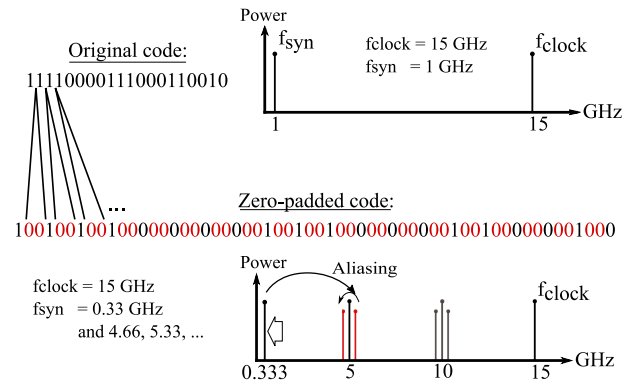 Power
Original code:
fsyn
fclock = 15 GHz
fsyn = 1 GHz
fclock
11110000111000110010
1
15
GHz
...
Zero-padded code:
fclock = 15 GHz
fsyn = 0.33 GHz
and 4.66, 5.33, ...
Power
Aliasing
fclock
GHz
0.333
5
10
15